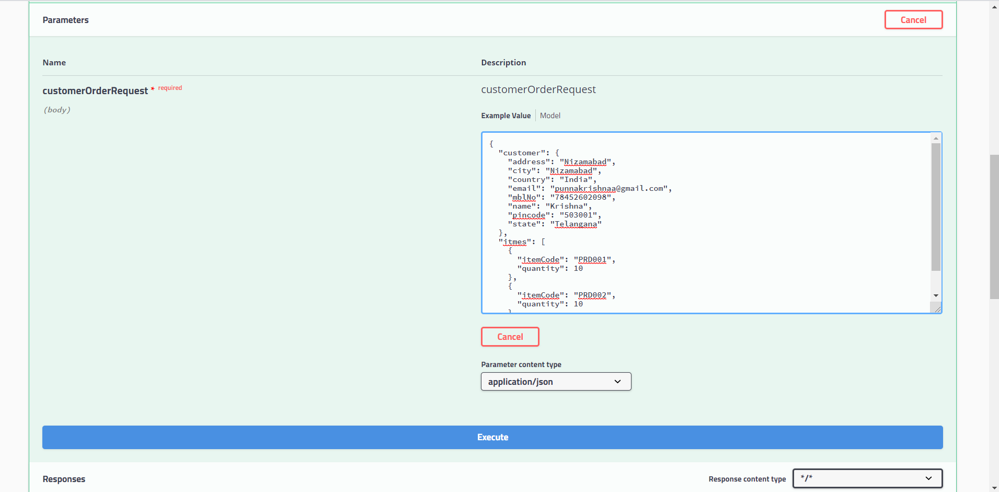 Parameters
Cancel
Name
Description
customerOrderRequest * required
(body)
customerOrderRequest
Example Value
Model
{
"customer": {
"address": "Nizamabad",
"city": "Nizamabad",
"country": "India",
"email": "punnakrishnaa@gmail.com",
"mblNo": "78452602098",
"name": "Krishna",
"pincode": "503001",
"state": "Telangana"
},
"itmes": [
{
"itemCode": "PRD001",
"quantity": 10
},
{
"itemCode": "PRD002",
"quantity": 10
}
Cancel
Parameter content type
application/json
Execute
Responses
Response content type
*/*